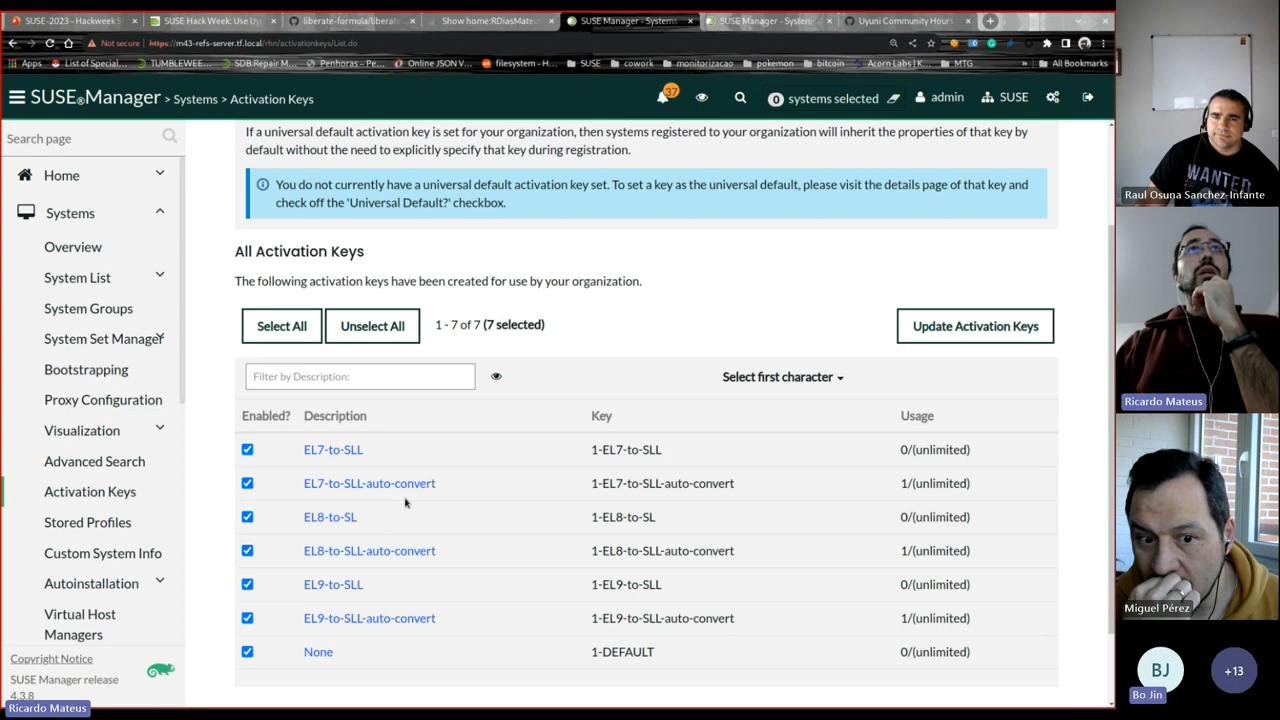 SUSE-2023 - Hackweek S
SUSE Hack Week: Use Uy
liberate-formula/liberate
Show home:RDiasMateu
SUSE Manager - Systems
SUSE Manager - System
Uyuni Community Hours
Not secure
https://m43-refs-server.tf.local/rhn/activationkeys/List.do
Apps
List of Special...
TUMBLEWEE...
SDB:Repair M...
Penhoras – Pe...
Online JSON V...
filesystem - H...
SUSE
cowork
monitorizacao
pokemon
bitcoin
Acorn Labs | K...
MTG
»
All Bookmarks
SUSE Manager > Systems > Activation Keys
37
0 systems selected
admin
SUSE
Search page
Home
Systems
Overview
System List
System Groups
System Set Manager
Bootstrapping
Proxy Configuration
Visualization
Advanced Search
Activation Keys
Stored Profiles
Custom System Info
Autoinstallation
Virtual Host
Managers
Copyright Notice
SUSE Manager release
4.3.8
Ricardo Mateus
If a universal default activation key is set for your organization, then systems registered to your organization will inherit the properties of that key by
default without the need to explicitly specify that key during registration.
You do not currently have a universal default activation key set. To set a key as the universal default, please visit the details page of that key and
check off the 'Universal Default?' checkbox.
All Activation Keys
The following activation keys have been created for use by your organization.
Select All
Unselect All
1 - 7 of 7 (7 selected)
Update Activation Keys
Filter by Description:
Select first character
Enabled? Description Key Usage
EL7-to-SLL 1-EL7-to-SLL 0/(unlimited)
EL7-to-SLL-auto-convert 1-EL7-to-SLL-auto-convert 1/(unlimited)
EL8-to-SL 1-EL8-to-SL 0/(unlimited)
EL8-to-SLL-auto-convert 1-EL8-to-SLL-auto-convert 1/(unlimited)
EL9-to-SLL 1-EL9-to-SLL 0/(unlimited)
EL9-to-SLL-auto-convert 1-EL9-to-SLL-auto-convert 1/(unlimited)
None 1-DEFAULT 0/(unlimited)
WANTED
Raul Osuna Sanchez-Infante
Ricardo Mateus
Miguel Pérez
BJ
Bo Jin
+13